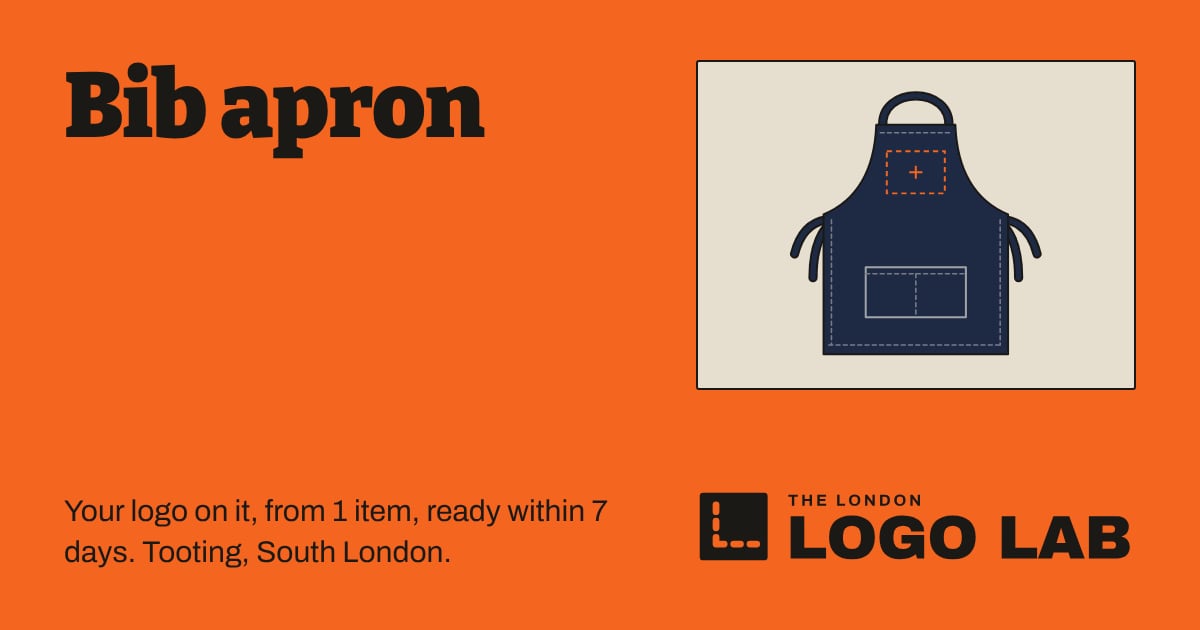 Bib apron
Your logo on it, from 1 item, ready within 7
days. Tooting, South London.
THE LONDON
LOGO LAB